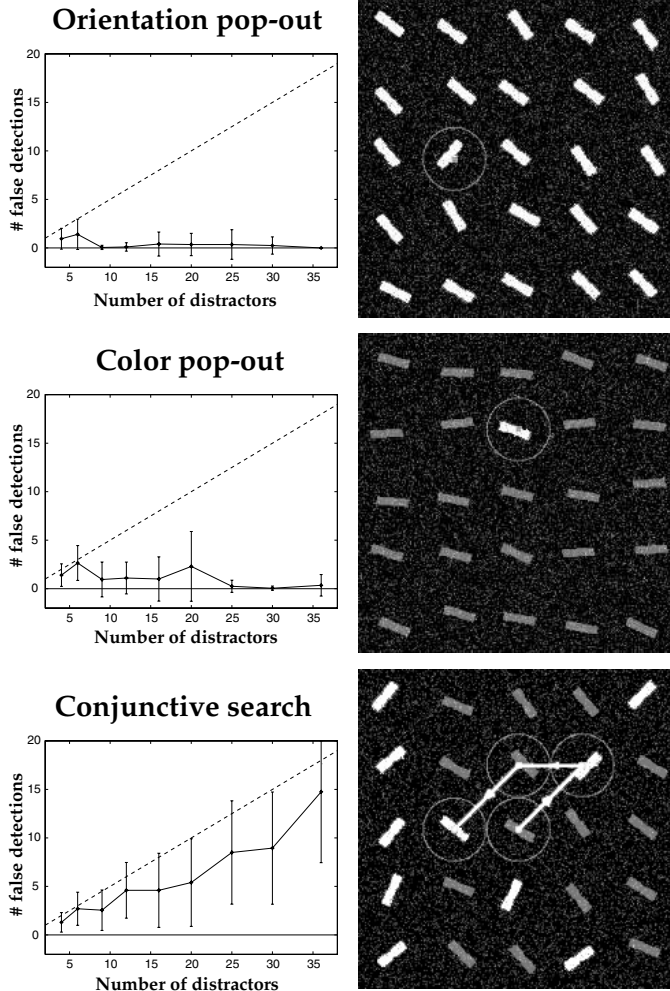 Orientation pop-out
20
15
10
5
0
# false detections
5 10 15 20 25 30 35
Number of distractors
Color pop-out
20
15
10
5
0
# false detections
5 10 15 20 25 30 35
Number of distractors
Conjunctive search
20
15
10
5
0
# false detections
5 10 15 20 25 30 35
Number of distractors